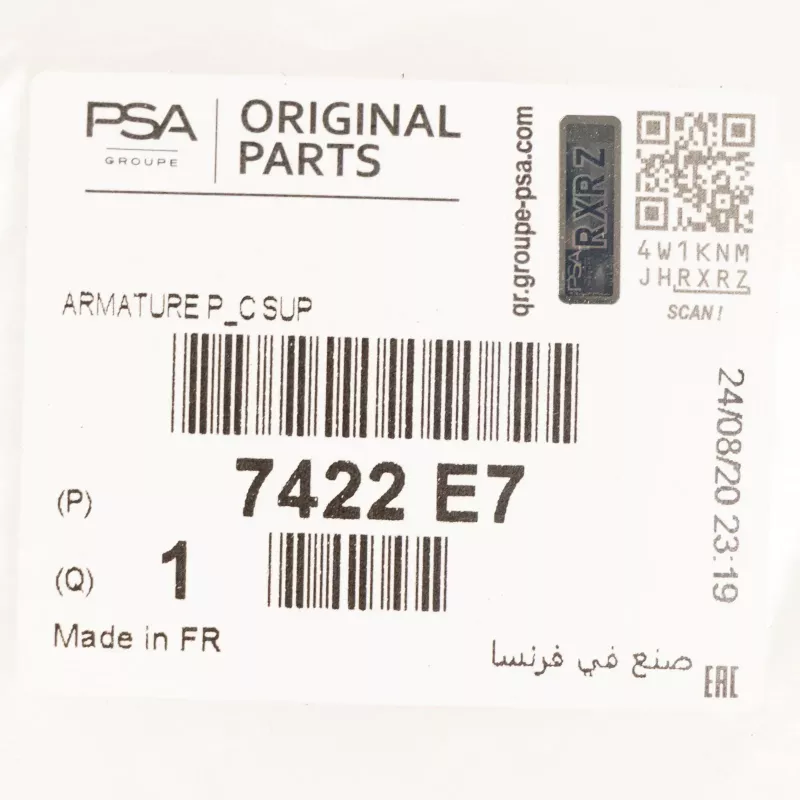 PSA
GROUPE
ORIGINAL
PARTS
qr.groupe-psa.com
PSA RXRZ
4W1KNM
JHRXRZ
SCAN!
ARMATURE P_C SUP
24/08/20 23:19
(P) 7422 E7
(Q) 1
Made in FR
صنع في فرنسا
EAC